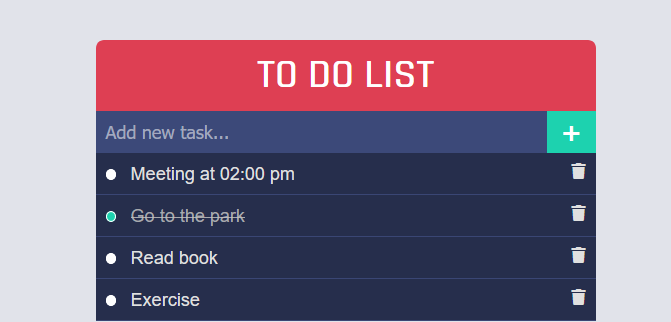 TO DO LIST
Add new task...
Meeting at 02:00 pm
Go to the park
Read book
Exercise